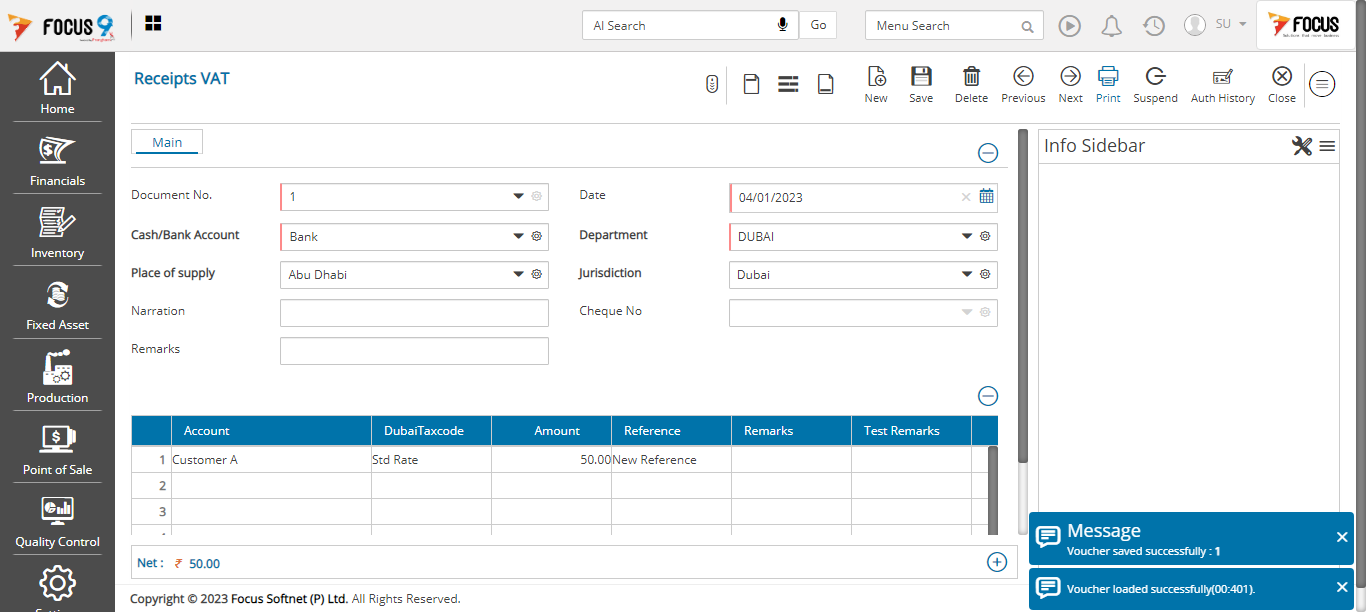 FOCUS 9
AI Search
Go
Menu Search
SU
FOCUS
Home
Financials
Inventory
Fixed Asset
Production
Point of Sale
Quality Control
Receipts VAT
New
Save
Delete
Previous
Next
Print
Suspend
Auth History
Close
Main
Document No.
1
Date
04/01/2023
Cash/Bank Account
Bank
Department
DUBAI
Place of supply
Abu Dhabi
Jurisdiction
Dubai
Narration
Cheque No
Remarks
Account DubaiTaxcode Amount Reference Remarks Test Remarks
1 Customer A Std Rate 50.00 New Reference
2
3
Net : ₹ 50.00
Copyright © 2023 Focus Softnet (P) Ltd. All Rights Reserved.
Info Sidebar
Message
Voucher saved successfully : 1
Voucher loaded successfully(00:401).